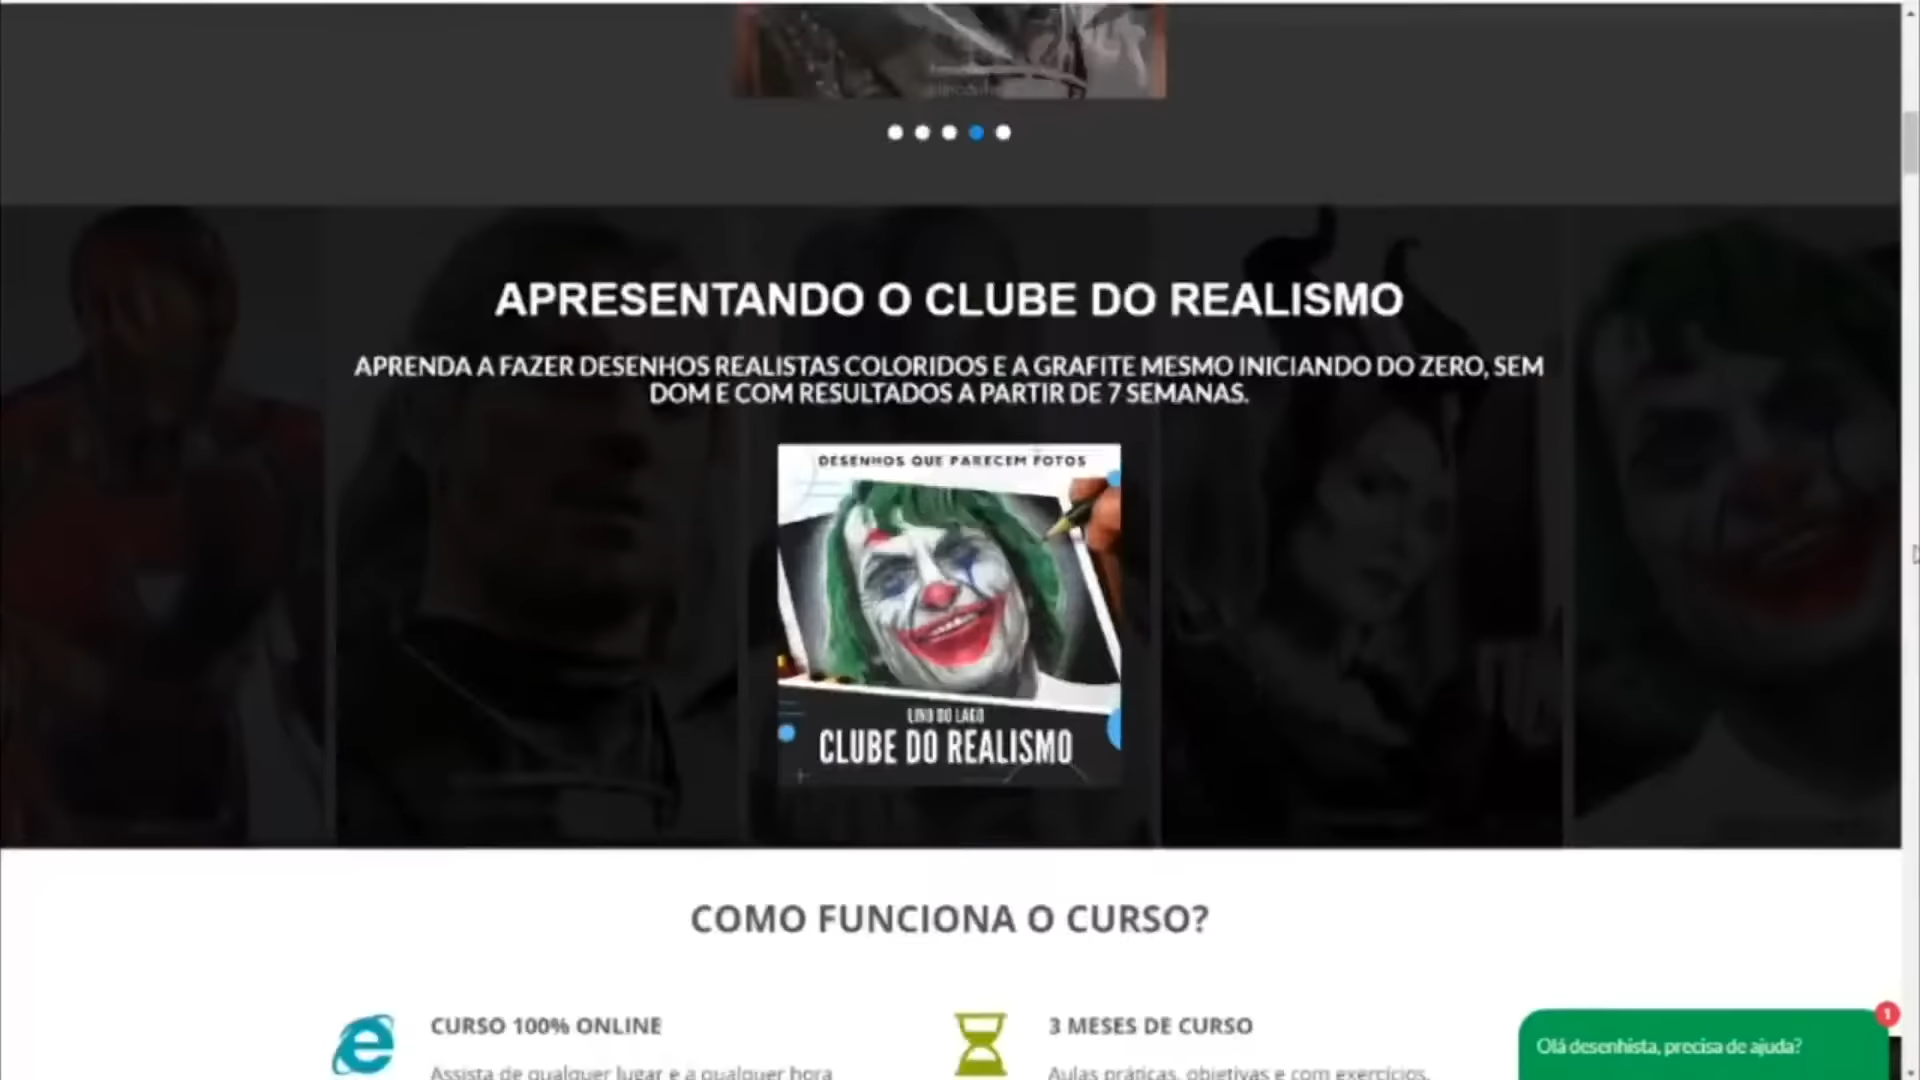 APRESENTANDO O CLUBE DO REALISMO
APRENDA A FAZER DESENHOS REALISTAS COLORIDOS E A GRAFITE MESMO INICIANDO DO ZERO, SEM
DOM E COM RESULTADOS A PARTIR DE 7 SEMANAS.
DESENHOS QUE PARECEM FOTOS
LINO DO LAGO
CLUBE DO REALISMO
COMO FUNCIONA O CURSO?
CURSO 100% ONLINE
Assista de qualquer lugar e a qualquer hora
3 MESES DE CURSO
Aulas práticas, objetivas e com exercícios.
1
Olá desenhista, precisa de ajuda?